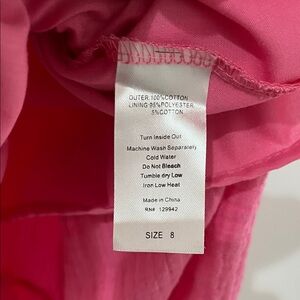 OUTER:100%COTTON
LINING:95%POLYESTER
5%COTTON
Turn Inside Out
Machine Wash Separately
Cold Water
Do Not Bleach
Tumble dry Low
Iron Low Heat
Made in China
RN# 129942
SIZE 8